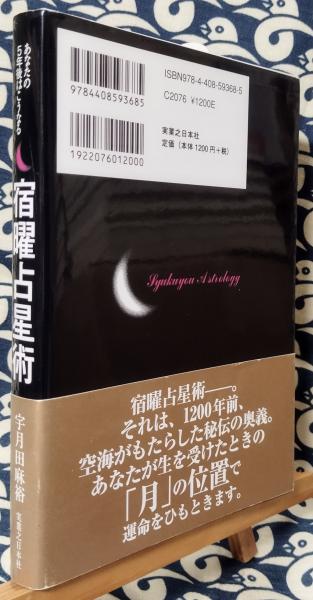 あなたの
5年後はこうなる
宿曜占星術
宇月田麻裕
実業之日本社
ISBN978-4-408-59368-5
C2076 ¥1200E
9784408593685
実業之日本社
定価(本体1200円+税)
1922076012000
Syukuyou Astrology
宿曜占星術――。
それは、1200年前、
空海がもたらした秘伝の奥義。
あなたが生を受けたときの
「月」の位置で
運命をひもときます。